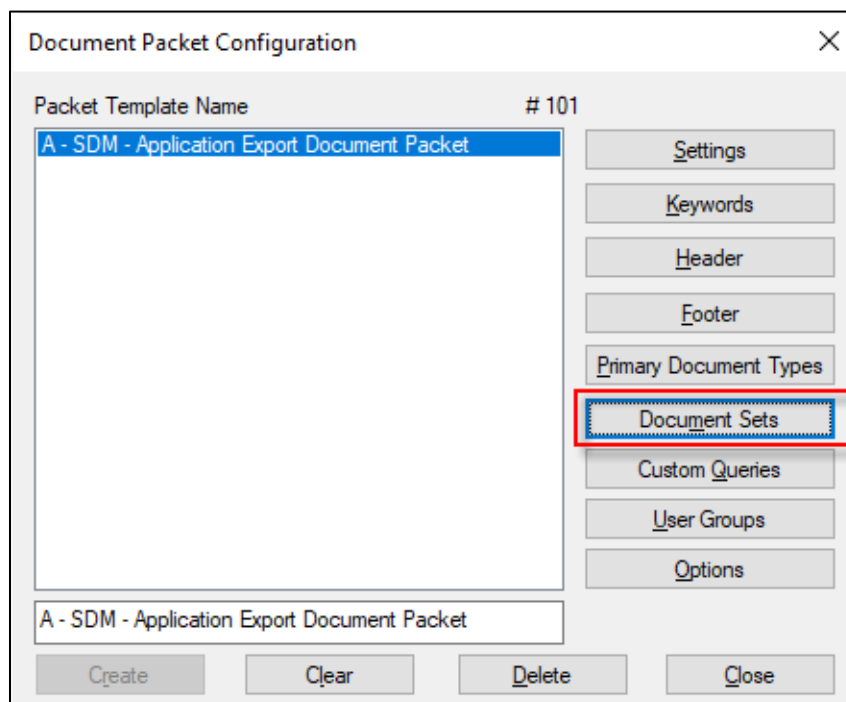 Document Packet Configuration
Packet Template Name # 101
A - SDM - Application Export Document Packet
Settings
Keywords
Header
Footer
Primary Document Types
Document Sets
Custom Queries
User Groups
Options
A - SDM - Application Export Document Packet
Create Clear Delete Close